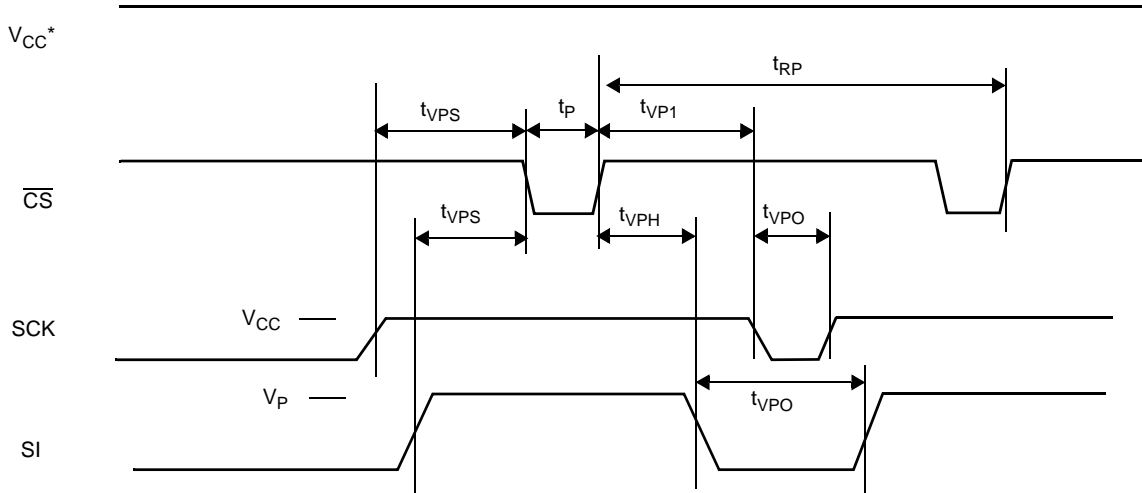 V_CC*
t_RP
t_VPS
t_P
t_VP1
CS
t_VPS
t_VPH
t_VPO
V_CC
SCK
V_P
t_VPO
SI